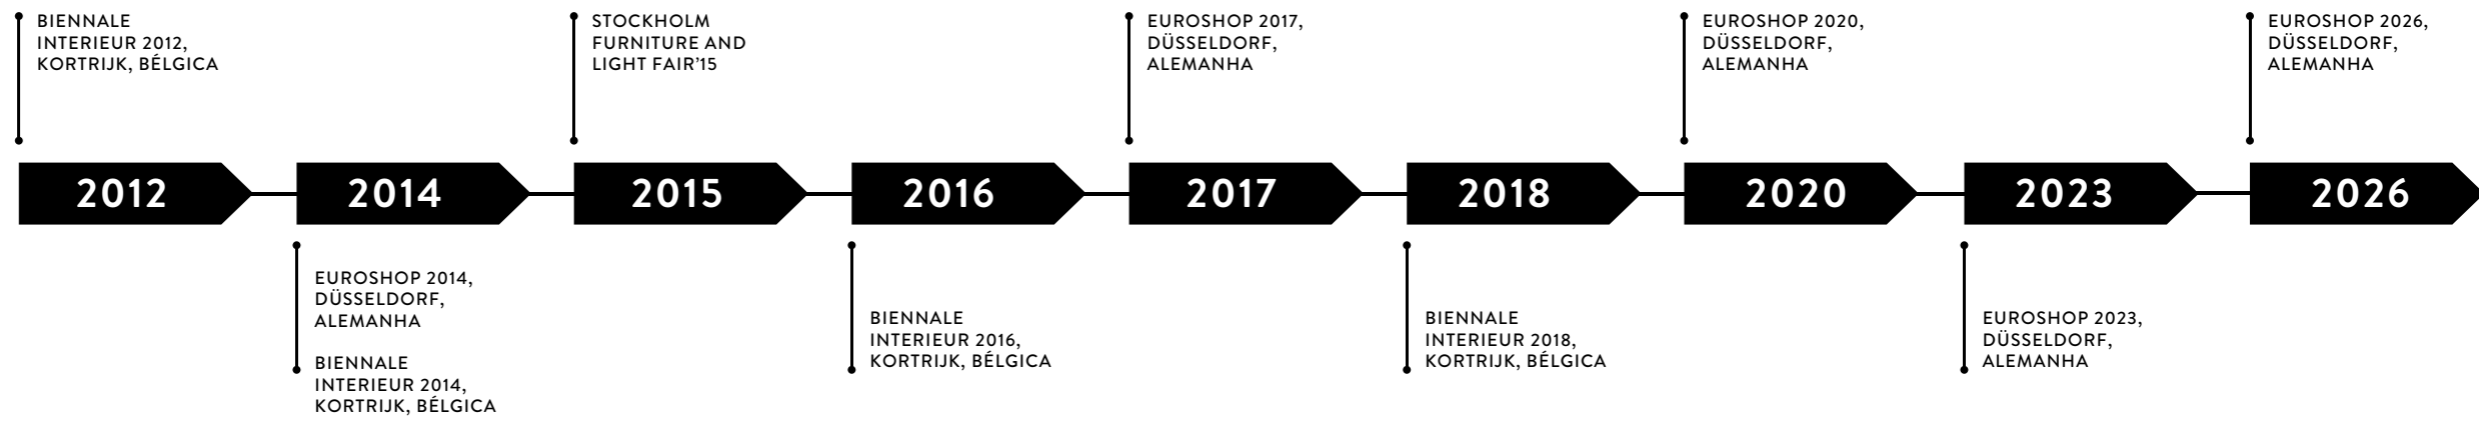 BIENNALE
INTERIEUR 2012,
KORTRIJK, BÉLGICA
STOCKHOLM
FURNITURE AND
LIGHT FAIR'15
EUROSHOP 2017,
DÜSSELDORF,
ALEMANHA
EUROSHOP 2020,
DÜSSELDORF,
ALEMANHA
EUROSHOP 2026,
DÜSSELDORF,
ALEMANHA
2012
2014
2015
2016
2017
2018
2020
2023
2026
EUROSHOP 2014,
DÜSSELDORF,
ALEMANHA
BIENNALE
INTERIEUR 2014,
KORTRIJK, BÉLGICA
BIENNALE
INTERIEUR 2016,
KORTRIJK, BÉLGICA
BIENNALE
INTERIEUR 2018,
KORTRIJK, BÉLGICA
EUROSHOP 2023,
DÜSSELDORF,
ALEMANHA